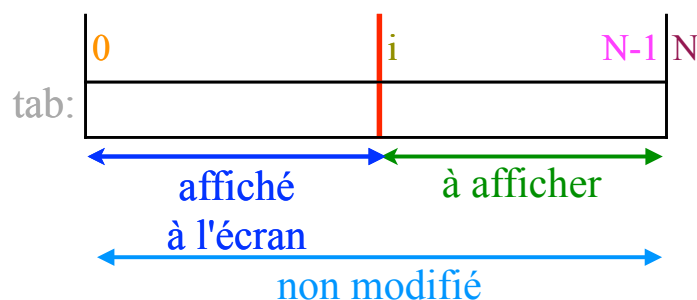 0 i N-1 N
tab:
affiché
à l'écran
à afficher
non modifié